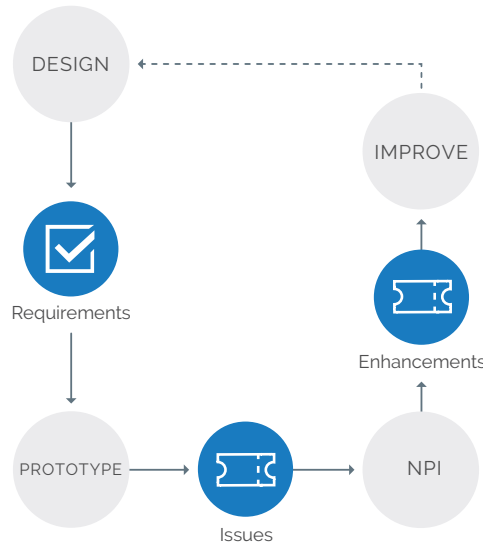 DESIGN
IMPROVE
Requirements
Enhancements
PROTOTYPE
NPI
Issues